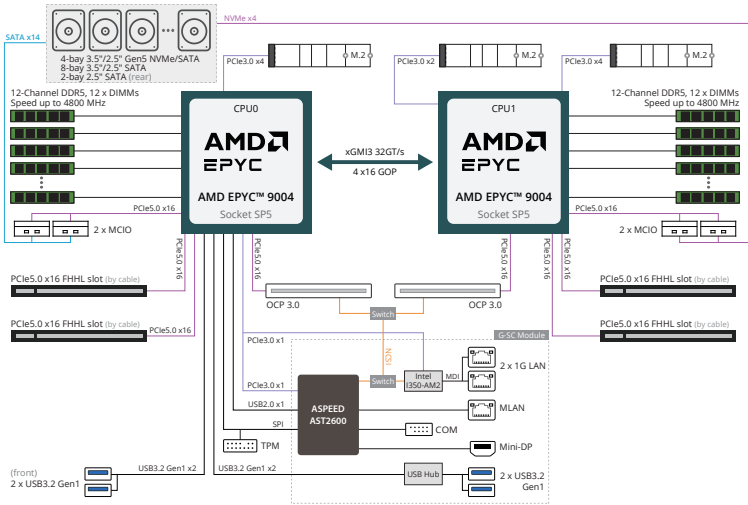 NVMe x4
SATA x14
4-bay 3.5"/2.5" Gen5 NVMe/SATA
8-bay 3.5"/2.5" SATA
2-bay 2.5" SATA (rear)
PCIe3.0 x4
M.2
PCIe3.0 x2
M.2
PCIe3.0 x4
M.2
12-Channel DDR5, 12 x DIMMs
Speed up to 4800 MHz
12-Channel DDR5, 12 x DIMMs
Speed up to 4800 MHz
CPU0
AMD
EPYC
AMD EPYC™ 9004
Socket SP5
xGMI3 32GT/s
4 x16 GOP
CPU1
AMD
EPYC
AMD EPYC™ 9004
Socket SP5
PCIe5.0 x16
2 x MCIO
PCIe5.0 x16
2 x MCIO
PCIe5.0 x16
PCIe5.0 x16
PCIe5.0 x16
PCIe5.0 x16
PCIe5.0 x16 FHHL slot (by cable)
PCIe5.0 x16 FHHL slot (by cable)
PCIe5.0 x16
OCP 3.0
OCP 3.0
PCIe5.0 x16 FHHL slot (by cable)
PCIe5.0 x16 FHHL slot (by cable)
Switch
G-SC Module
PCIe3.0 x1
NCSI
PCIe3.0 x1
Switch
Intel
I350-AM2
MDI
2 x 1G LAN
USB2.0 x1
ASPEED
AST2600
MLAN
SPI
TPM
COM
Mini-DP
(front)
2 x USB3.2 Gen1
USB3.2 Gen1 x2
USB3.2 Gen1 x2
USB Hub
2 x USB3.2
Gen1